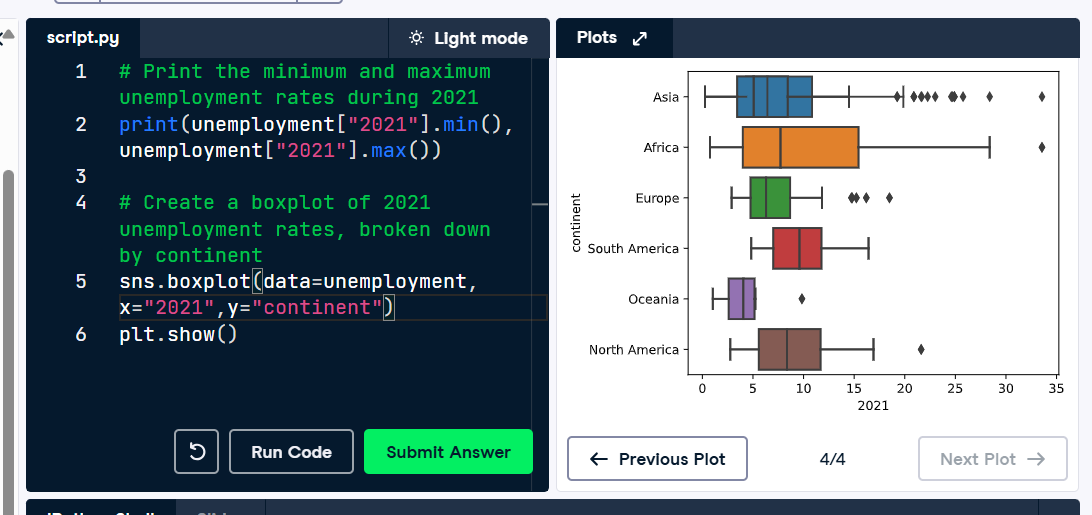 script.py
Light mode
1 # Print the minimum and maximum
unemployment rates during 2021
2 print(unemployment["2021"].min(),
unemployment["2021"].max())
3
4 # Create a boxplot of 2021
unemployment rates, broken down
by continent
5 sns.boxplot(data=unemployment,
x="2021",y="continent")
6 plt.show()
Run Code
Submit Answer
Plots
continent
Asia
Africa
Europe
South America
Oceania
North America
0 5 10 15 20 25 30 35
2021
Previous Plot
4/4
Next Plot